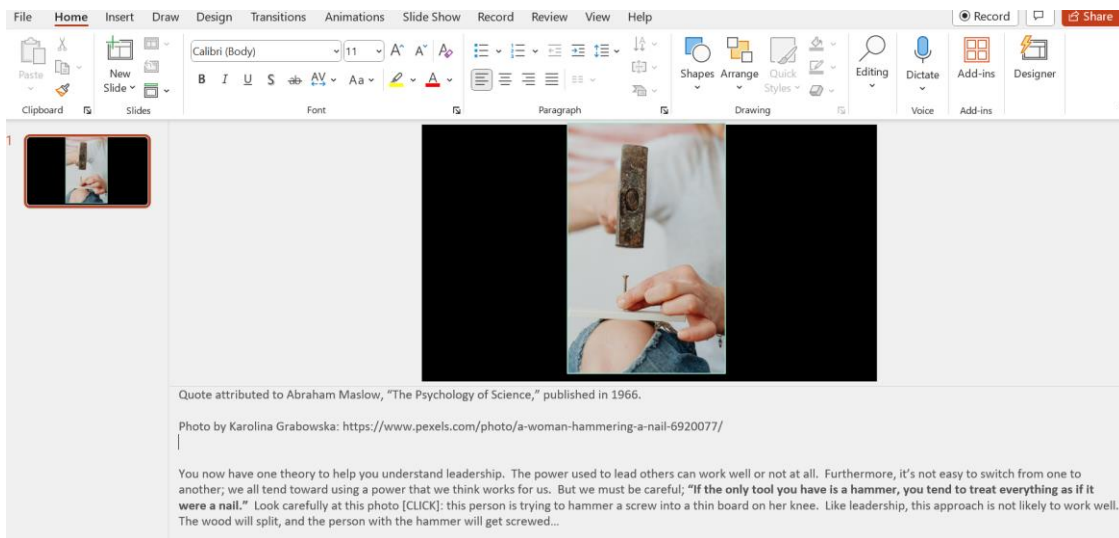 File Home Insert Draw Design Transitions Animations Slide Show Record Review View Help Record Share
Calibri (Body) 11 A^ A˅ A
Paste New Slide B I U S ab AV Aa A Shapes Arrange Quick Styles Editing Dictate Add-ins Designer
Clipboard Slides Font Paragraph Drawing Voice Add-ins
1
Quote attributed to Abraham Maslow, "The Psychology of Science," published in 1966.
Photo by Karolina Grabowska: https://www.pexels.com/photo/a-woman-hammering-a-nail-6920077/
You now have one theory to help you understand leadership. The power used to lead others can work well or not at all. Furthermore, it's not easy to switch from one to
another; we all tend toward using a power that we think works for us. But we must be careful; "If the only tool you have is a hammer, you tend to treat everything as if it
were a nail." Look carefully at this photo [CLICK]: this person is trying to hammer a screw into a thin board on her knee. Like leadership, this approach is not likely to work well.
The wood will split, and the person with the hammer will get screwed...